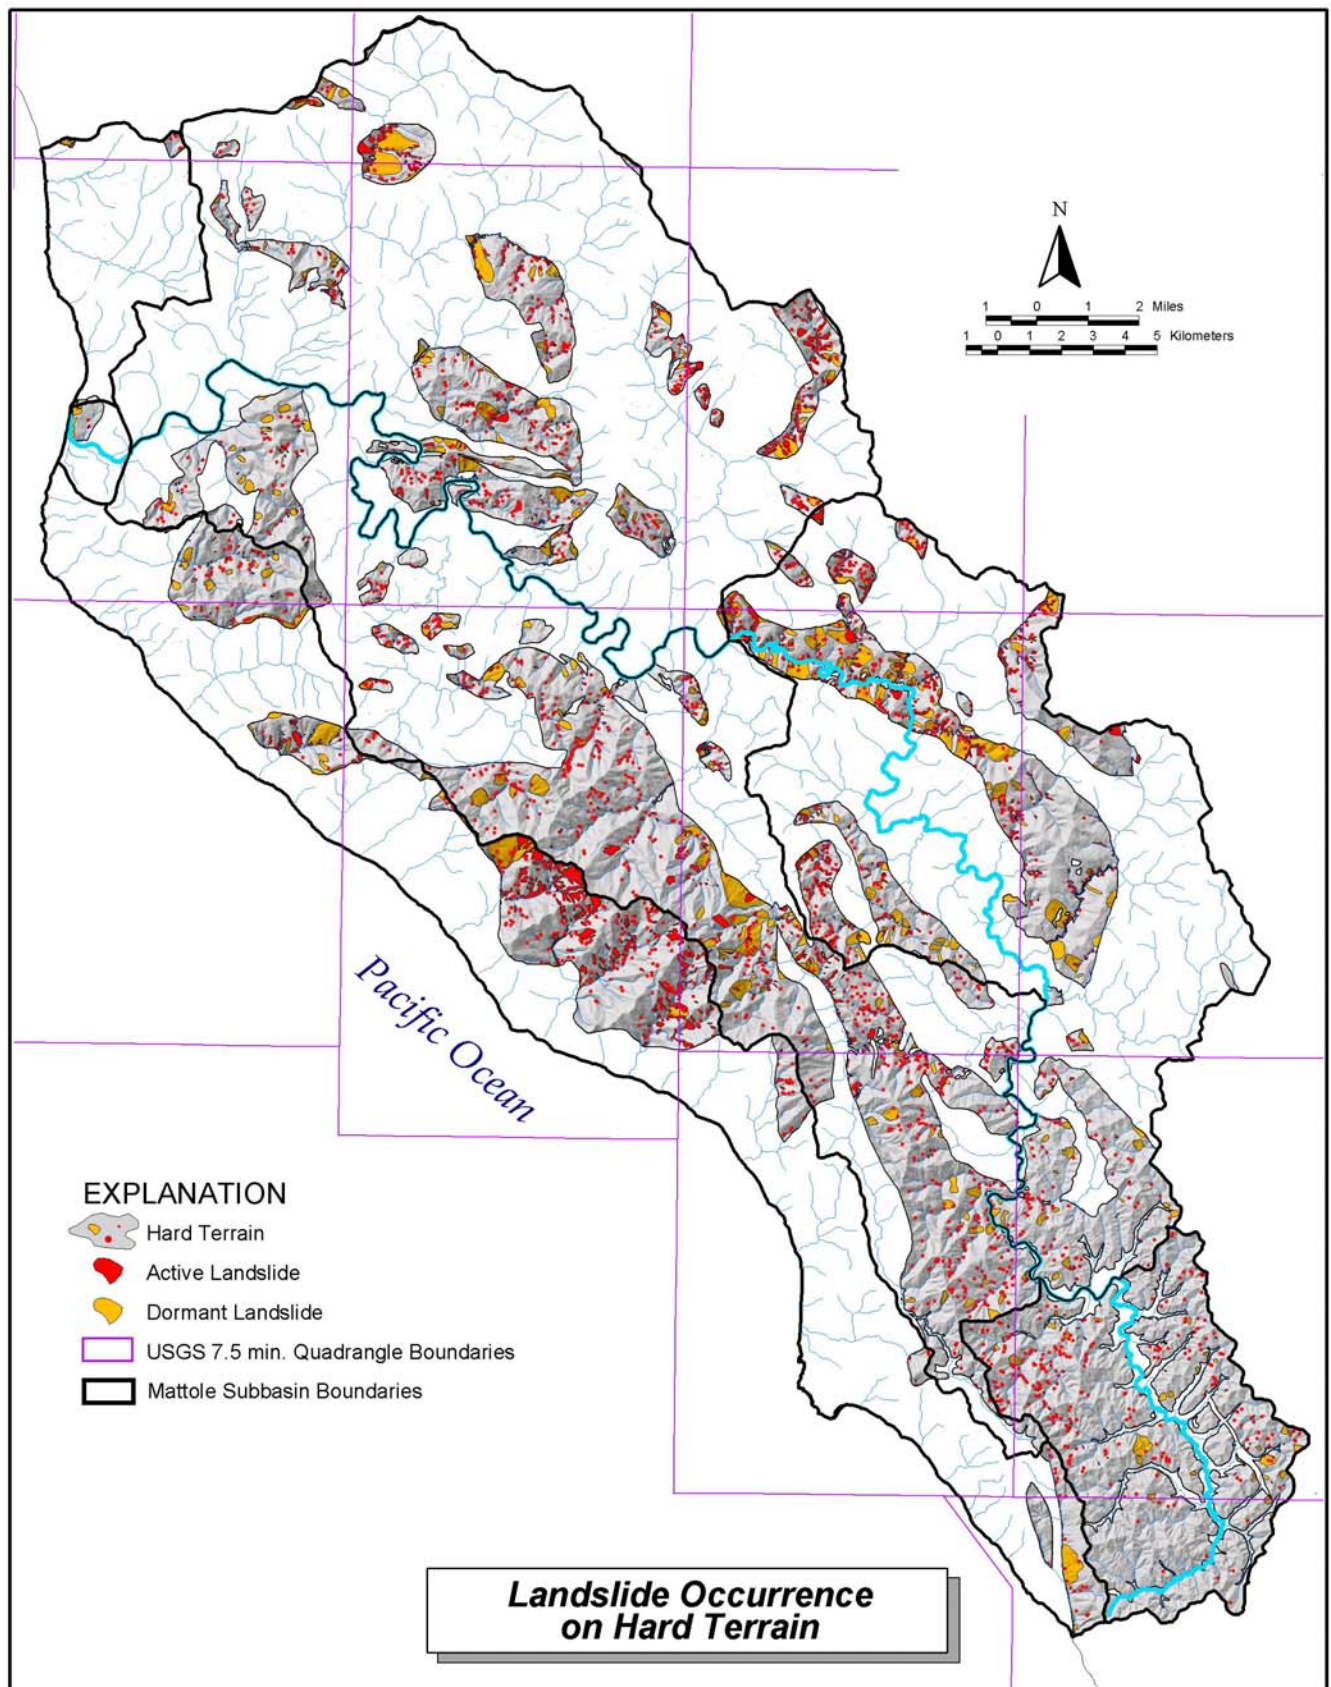 N
1 0 1 2 Miles
1 0 1 2 3 4 5 Kilometers
Pacific Ocean
EXPLANATION
Hard Terrain
Active Landslide
Dormant Landslide
USGS 7.5 min. Quadrangle Boundaries
Mattole Subbasin Boundaries
Landslide Occurrence
on Hard Terrain